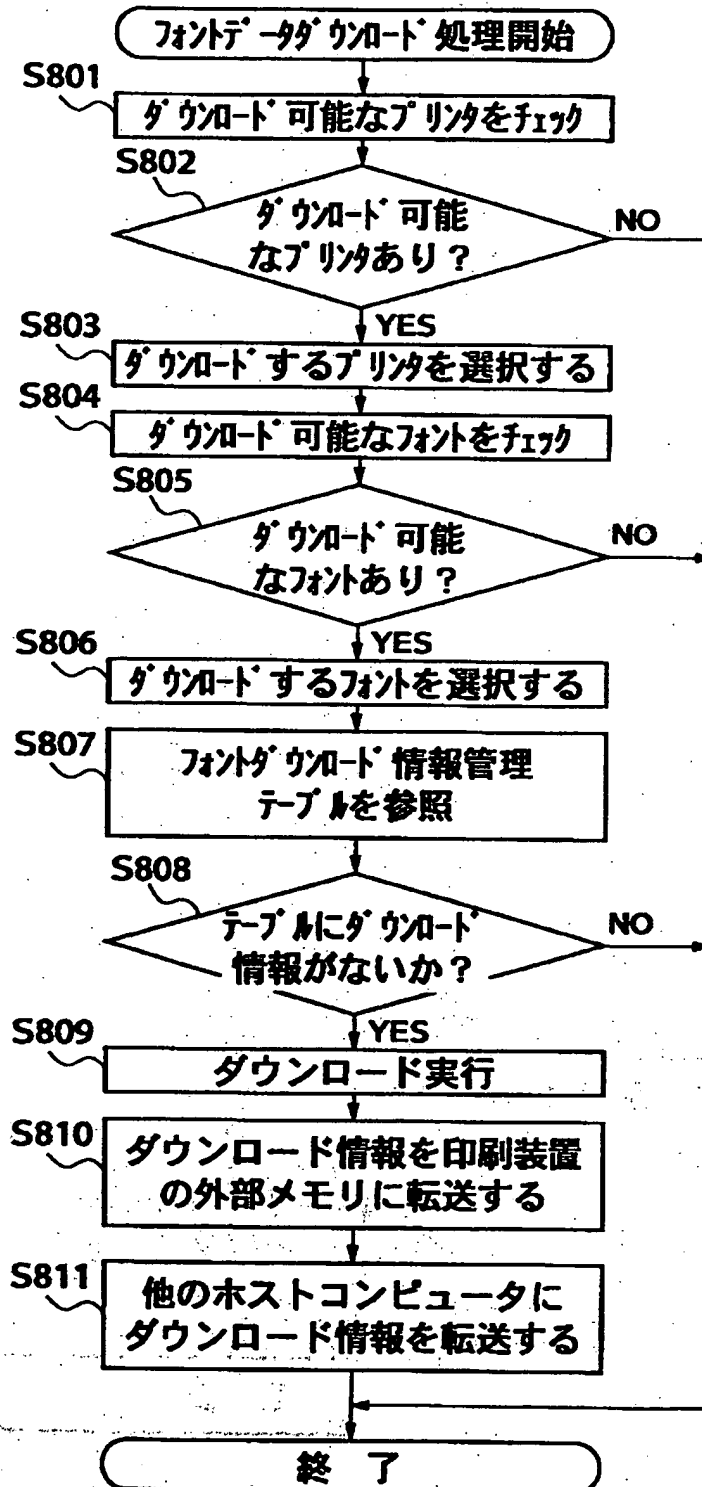 フォントデータダウンロード処理開始
S801
ダウンロード可能なプリンタをチェック
S802
ダウンロード可能
なプリンタあり？
NO
YES
S803
ダウンロードするプリンタを選択する
S804
ダウンロード可能なフォントをチェック
S805
ダウンロード可能
なフォントあり？
NO
YES
S806
ダウンロードするフォントを選択する
S807
フォントダウンロード情報管理
テーブルを参照
S808
テーブルにダウンロード
情報がないか？
NO
YES
S809
ダウンロード実行
S810
ダウンロード情報を印刷装置
の外部メモリに転送する
S811
他のホストコンピュータに
ダウンロード情報を転送する
終了